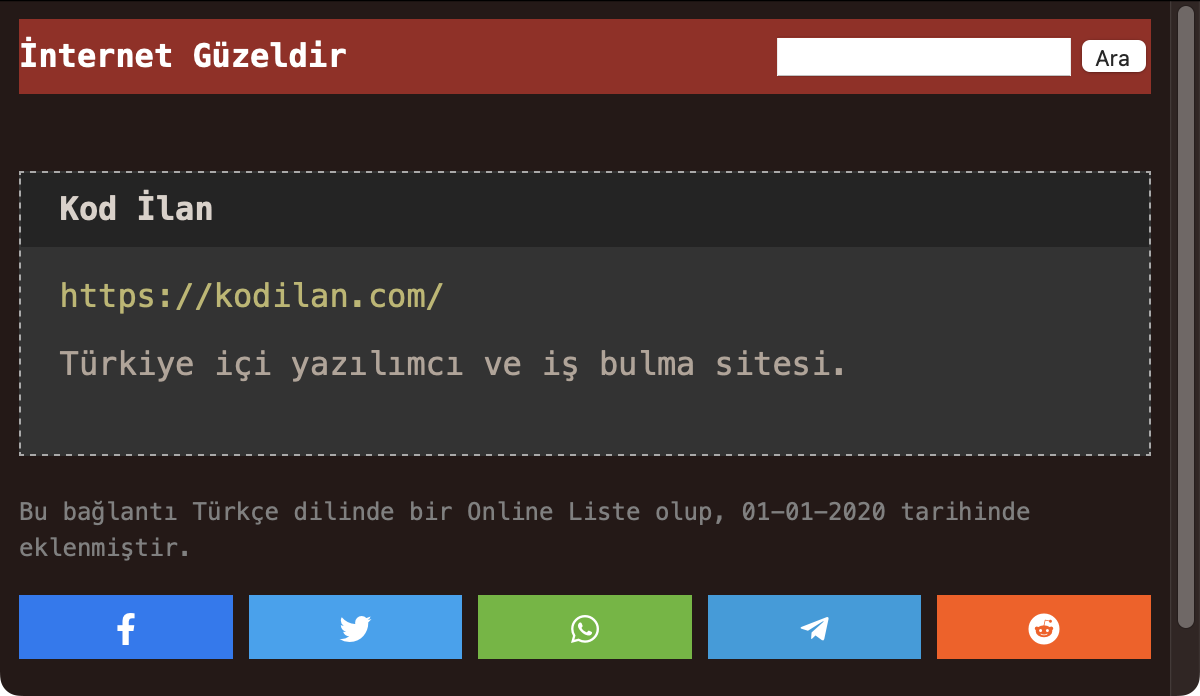 İnternet Güzeldir
Ara
Kod İlan
https://kodilan.com/
Türkiye içi yazılımcı ve iş bulma sitesi.
Bu bağlantı Türkçe dilinde bir Online Liste olup, 01-01-2020 tarihinde
eklenmiştir.